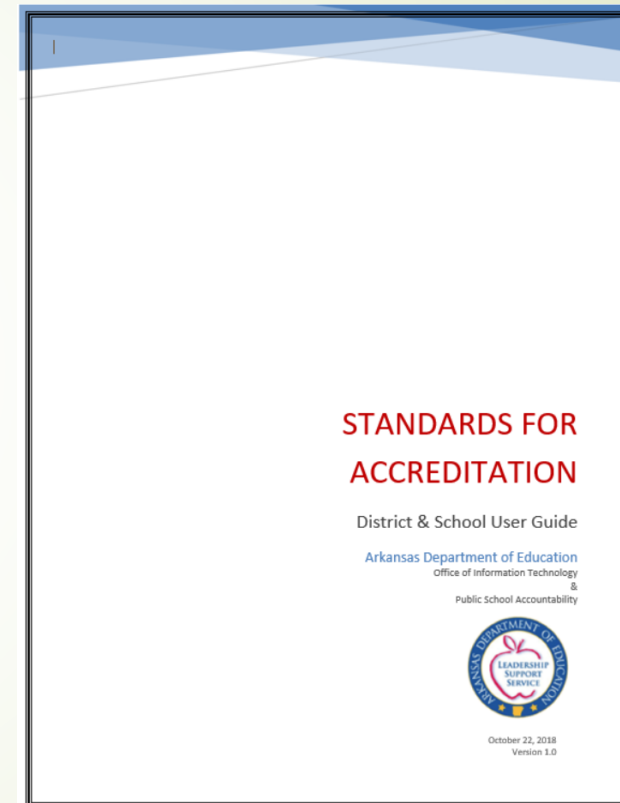 STANDARDS FOR
ACCREDITATION
District & School User Guide
Arkansas Department of Education
Office of Information Technology
&
Public School Accountability
ARKANSAS DEPARTMENT OF EDUCATION
LEADERSHIP
SUPPORT
SERVICE
October 22, 2018
Version 1.0